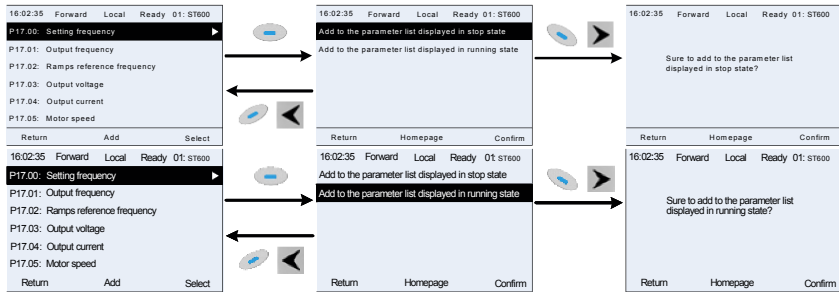 16:02:35 Forward Local Ready 01: ST600
P17.00: Setting frequency
P17.01: Output frequency
P17.02: Ramps reference frequency
P17.03: Output voltage
P17.04: Output current
P17.05: Motor speed
Return Add Select
16:02:35 Forward Local Ready 01: ST600
Add to the parameter list displayed in stop state
Add to the parameter list displayed in running state
Return Homepage Confirm
16:02:35 Forward Local Ready 01: ST600
Sure to add to the parameter list
displayed in stop state?
Return Homepage Confirm
16:02:35 Forward Local Ready 01: ST600
P17.00: Setting frequency
P17.01: Output frequency
P17.02: Ramps reference frequency
P17.03: Output voltage
P17.04: Output current
P17.05: Motor speed
Return Add Select
16:02:35 Forward Local Ready 01: ST600
Add to the parameter list displayed in stop state
Add to the parameter list displayed in running state
Return Homepage Confirm
16:02:35 Forward Local Ready 01: ST600
Sure to add to the parameter list
displayed in running state?
Return Homepage Confirm